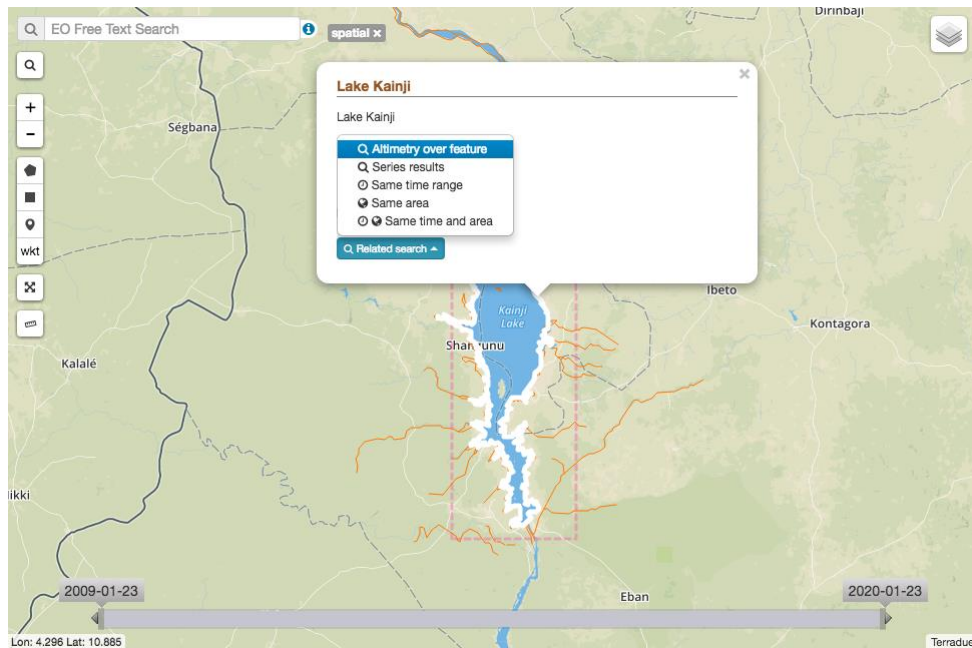 EO Free Text Search
spatial ×
Dirinbaji
Lake Kainji
Lake Kainji
Altimetry over feature
Series results
Same time range
Same area
Same time and area
Related search
Ségbana
wkt
Kainji
Lake
Ibeto
Kontagora
Kalalé
ikki
Eban
2009-01-23
2020-01-23
Lon: 4.296 Lat: 10.885
Terradue